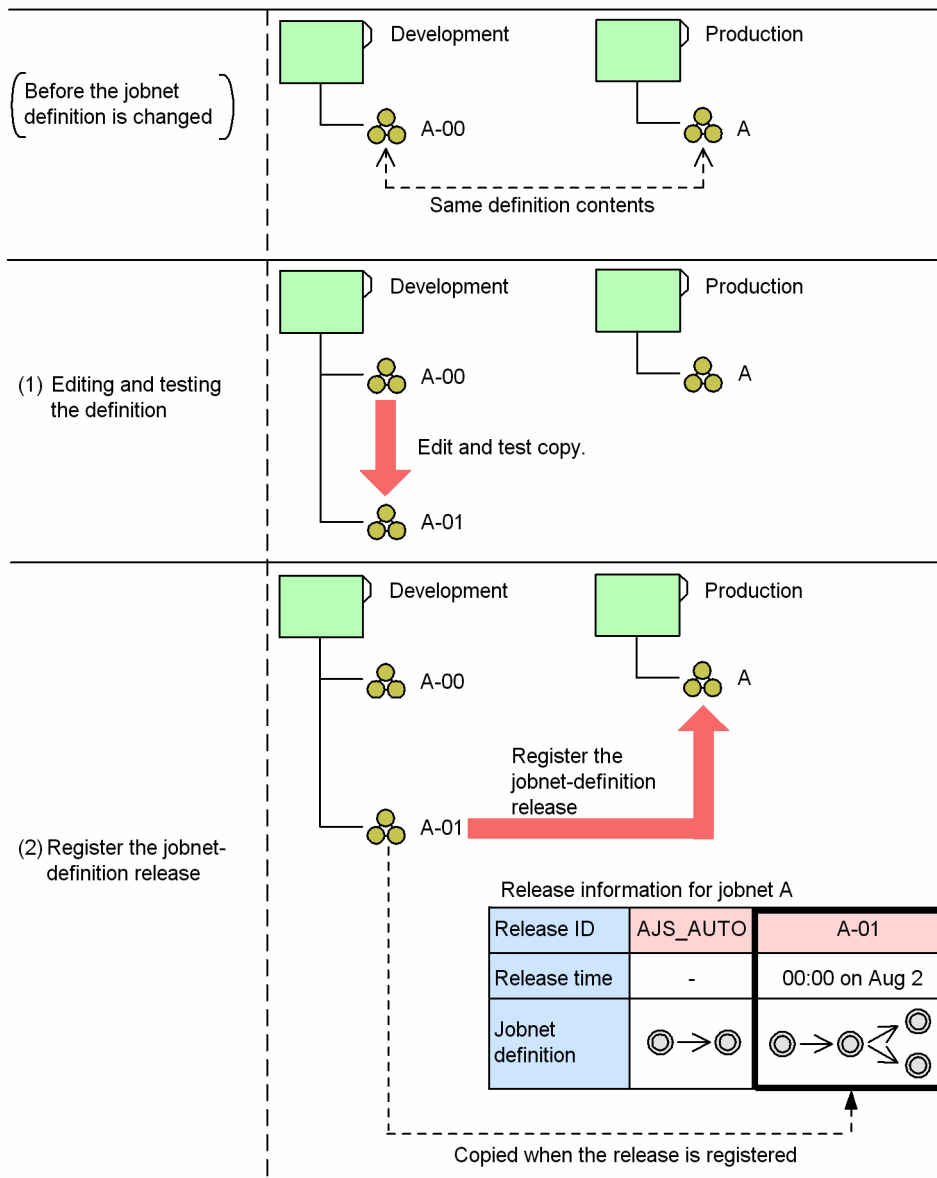 Development
Production
Before the jobnet
definition is changed
A-00
A
Same definition contents
Development
Production
(1) Editing and testing
the definition
A-00
A
Edit and test copy.
A-01
Development
Production
A-00
A
Register the
jobnet-definition
release
A-01
(2) Register the jobnet-
definition release
Release information for jobnet A
Release ID AJS_AUTO A-01
Release time - 00:00 on Aug 2
Jobnet
definition
Copied when the release is registered